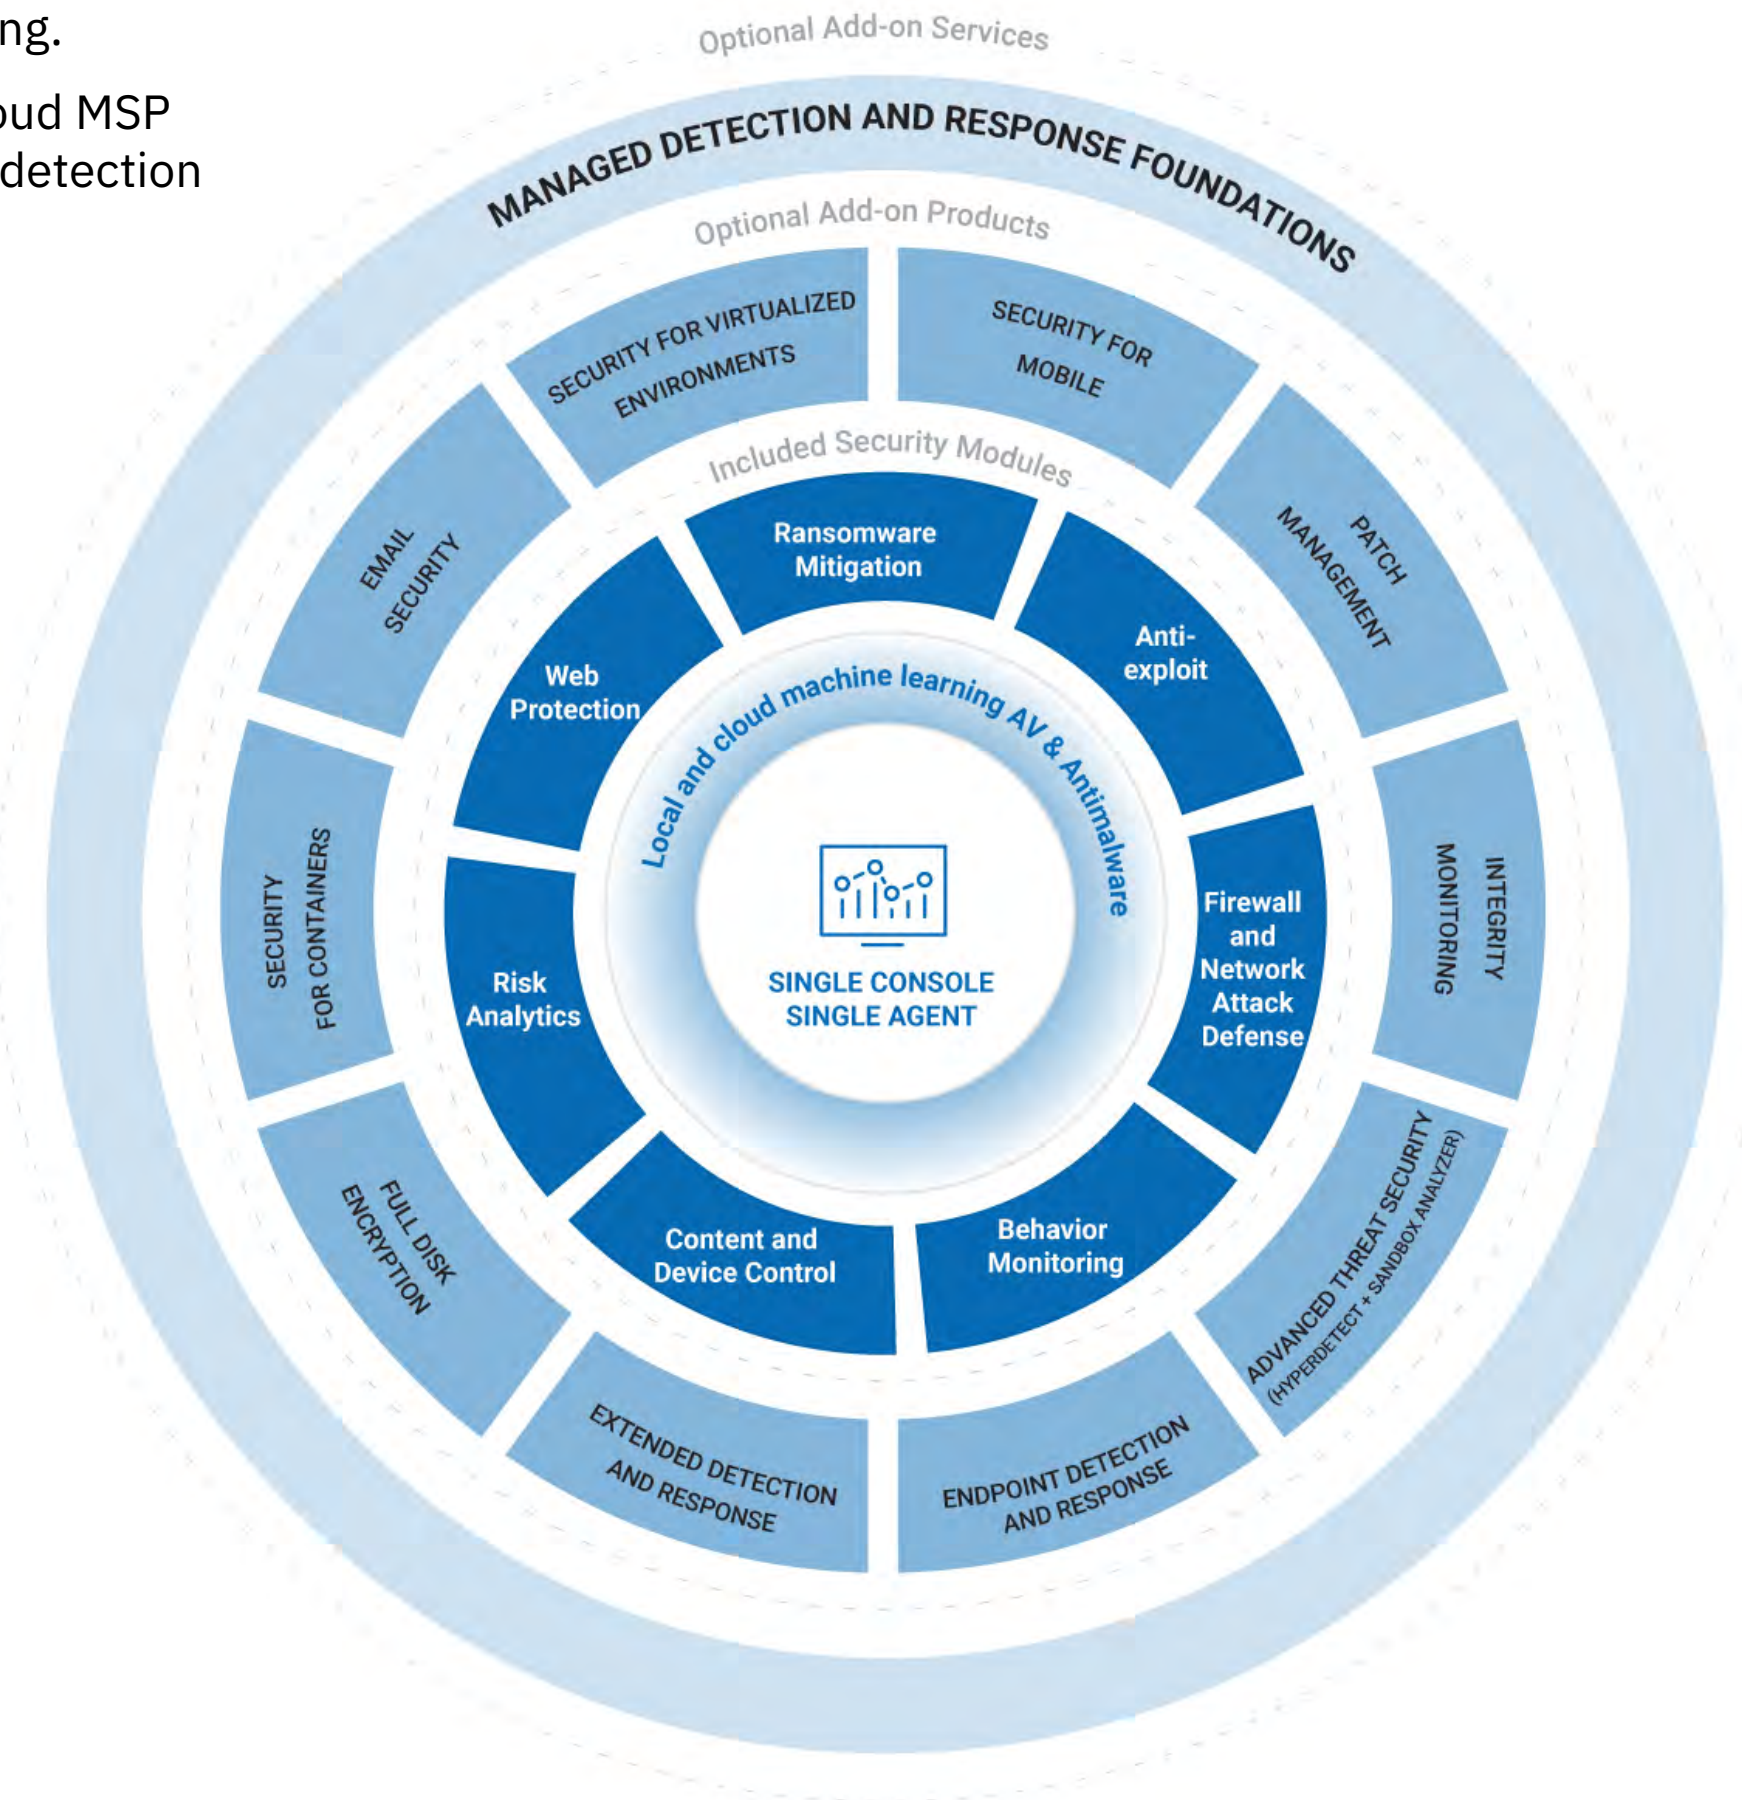 ng.
oud MSP
detection
Optional Add-on Services
MANAGED DETECTION AND RESPONSE FOUNDATIONS
Optional Add-on Products
SECURITY FOR VIRTUALIZED
ENVIRONMENTS
SECURITY FOR
MOBILE
PATCH
MANAGEMENT
INTEGRITY
MONITORING
ADVANCED THREAT SECURITY
(HYPERDETECT + SANDBOX ANALYZER)
ENDPOINT DETECTION
AND RESPONSE
EXTENDED DETECTION
AND RESPONSE
FULL DISK
ENCRYPTION
SECURITY
FOR CONTAINERS
EMAIL
SECURITY
Included Security Modules
Ransomware
Mitigation
Anti-
exploit
Firewall
and
Network
Attack
Defense
Behavior
Monitoring
Content and
Device Control
Risk
Analytics
Web
Protection
Local and cloud machine learning AV & Antimalware
SINGLE CONSOLE
SINGLE AGENT